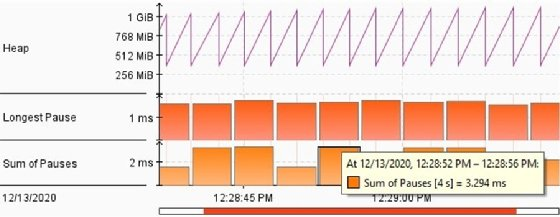 1 GiB
Heap
768 MiB
512 MiB
256 MiB
Longest Pause
1 ms
Sum of Pauses
2 ms
At 12/13/2020, 12:28:52 PM – 12:28:56 PM:
Sum of Pauses [4 s] = 3.294 ms
12/13/2020
12:28:45 PM
12:29:00 PM